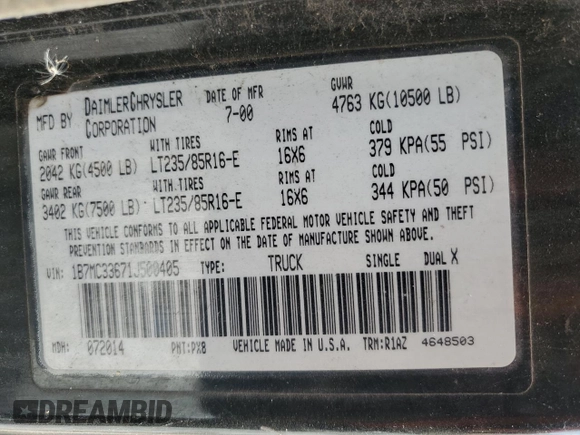 MFD BY DAIMLERCHRYSLER CORPORATION DATE OF MFR 7-00 GVWR 4763 KG(10500 LB)
GAWR FRONT WITH TIRES RIMS AT COLD
2042 KG(4500 LB) LT235/85R16-E 16X6 379 KPA(55 PSI)
GAWR REAR WITH TIRES RIMS AT COLD
3402 KG(7500 LB) LT235/85R16-E 16X6 344 KPA(50 PSI)
THIS VEHICLE CONFORMS TO ALL APPLICABLE FEDERAL MOTOR VEHICLE SAFETY AND THEFT
PREVENTION STANDARDS IN EFFECT ON THE DATE OF MANUFACTURE SHOWN ABOVE.
VIN: 1B7MC33671J500405 TYPE: TRUCK SINGLE DUAL X
MDH: 072014 PNT:PX8 VEHICLE MADE IN U.S.A. TRM:R1AZ 4648503
DREAMBID